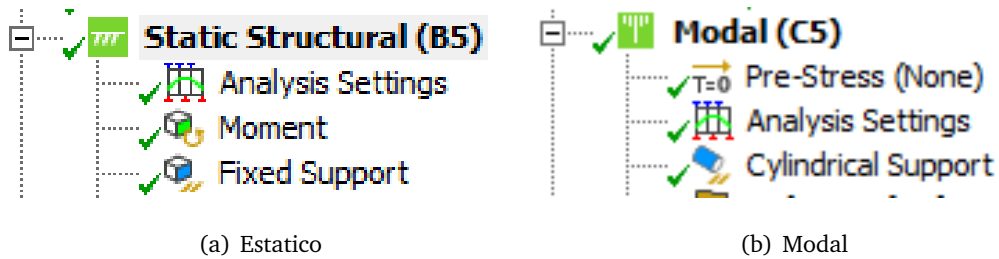 Static Structural (B5)
Analysis Settings
Moment
Fixed Support
(a) Estatico
Modal (C5)
T=0 Pre-Stress (None)
Analysis Settings
Cylindrical Support
(b) Modal